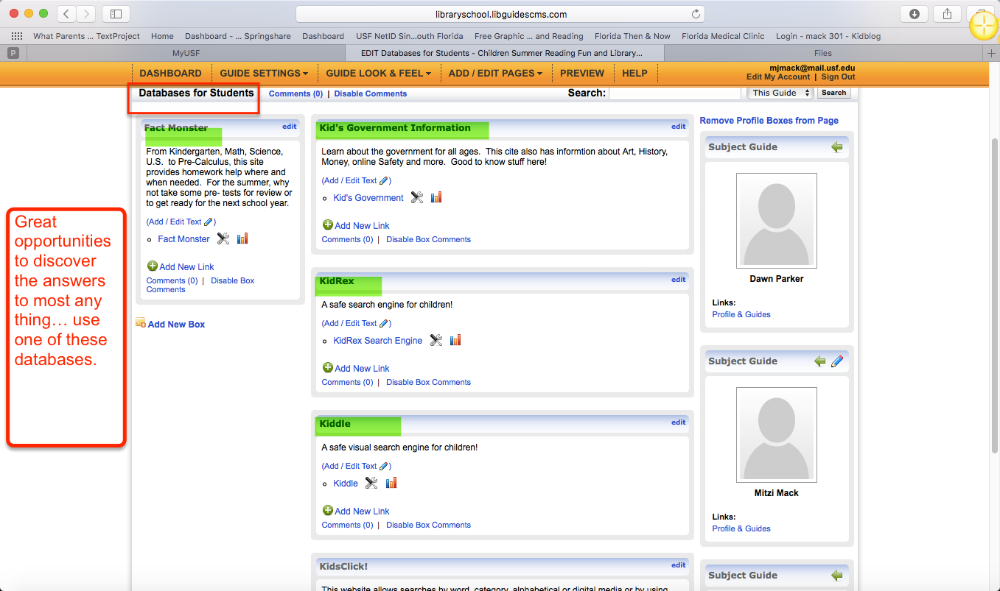 libraryschool.libguidescms.com
What Parents ... TextProject Home Dashboard - ... Springshare Dashboard USF NetID Sin...outh Florida Free Graphic ... and Reading Florida Then & Now Florida Medical Clinic Login - mack 301 - Kidblog
P MyUSF EDIT Databases for Students - Children Summer Reading Fun and Library... Files
DASHBOARD GUIDE SETTINGS GUIDE LOOK & FEEL ADD / EDIT PAGES PREVIEW HELP
mjmack@mail.usf.edu
Edit My Account | Sign Out
Databases for Students Comments (0) | Disable Comments Search: This Guide Search
Fact Monster edit
From Kindergarten, Math, Science,
U.S. to Pre-Calculus, this site
provides homework help where and
when needed. For the summer, why
not take some pre- tests for review or
to get ready for the next school year.
(Add / Edit Text )
Fact Monster
Add New Link
Comments (0) | Disable Box
Comments
Add New Box
Great
opportunities
to discover
the answers
to most any
thing… use
one of these
databases.
Kid's Government Information edit
Learn about the government for all ages. This cite also has informtion about Art, History,
Money, online Safety and more. Good to know stuff here!
(Add / Edit Text )
Kid's Government
Add New Link
Comments (0) | Disable Box Comments
KidRex edit
A safe search engine for children!
(Add / Edit Text )
KidRex Search Engine
Add New Link
Comments (0) | Disable Box Comments
Kiddle edit
A safe visual search engine for children!
(Add / Edit Text )
Kiddle
Add New Link
Comments (0) | Disable Box Comments
KidsClick! edit
This website allows searches by word, category, alphabetical or digital media or by using
Remove Profile Boxes from Page
Subject Guide
Dawn Parker
Links:
Profile & Guides
Subject Guide
Mitzi Mack
Links:
Profile & Guides
Subject Guide